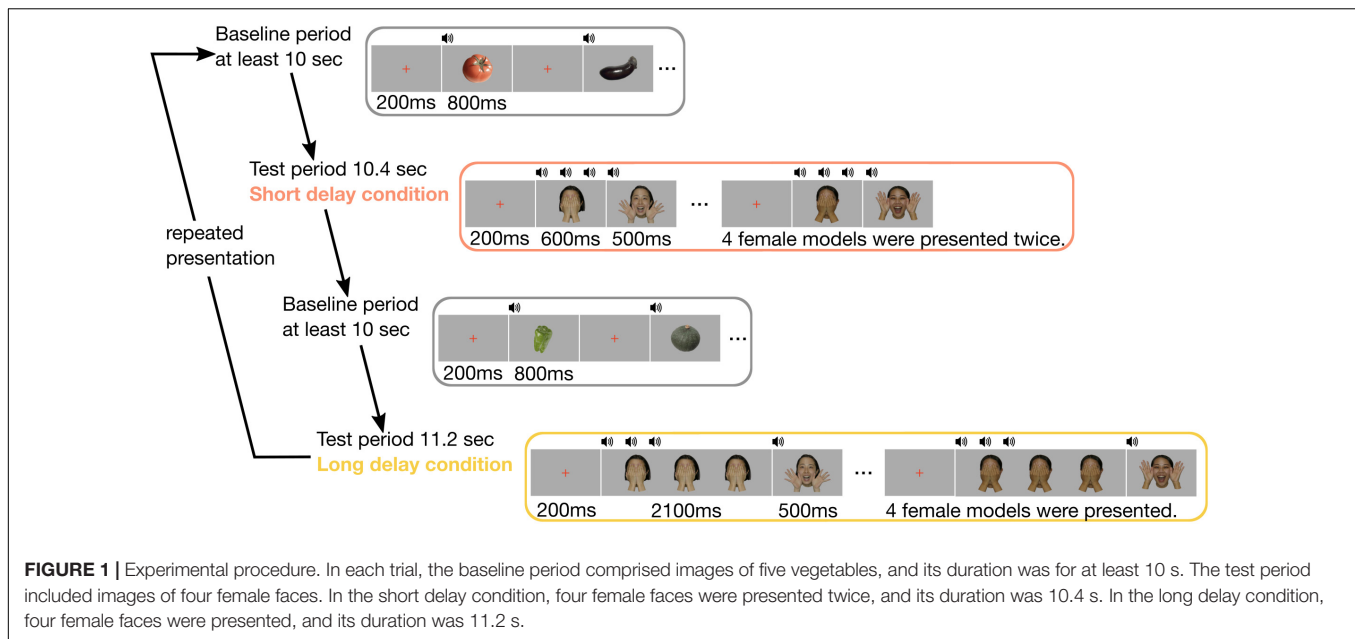 Baseline period
at least 10 sec
200ms 800ms
...
Test period 10.4 sec
Short delay condition
200ms 600ms 500ms
...
4 female models were presented twice.
repeated
presentation
Baseline period
at least 10 sec
200ms 800ms
...
Test period 11.2 sec
Long delay condition
200ms 2100ms 500ms
...
4 female models were presented.
FIGURE 1 | Experimental procedure. In each trial, the baseline period comprised images of five vegetables, and its duration was for at least 10 s. The test period
included images of four female faces. In the short delay condition, four female faces were presented twice, and its duration was 10.4 s. In the long delay condition,
four female faces were presented, and its duration was 11.2 s.